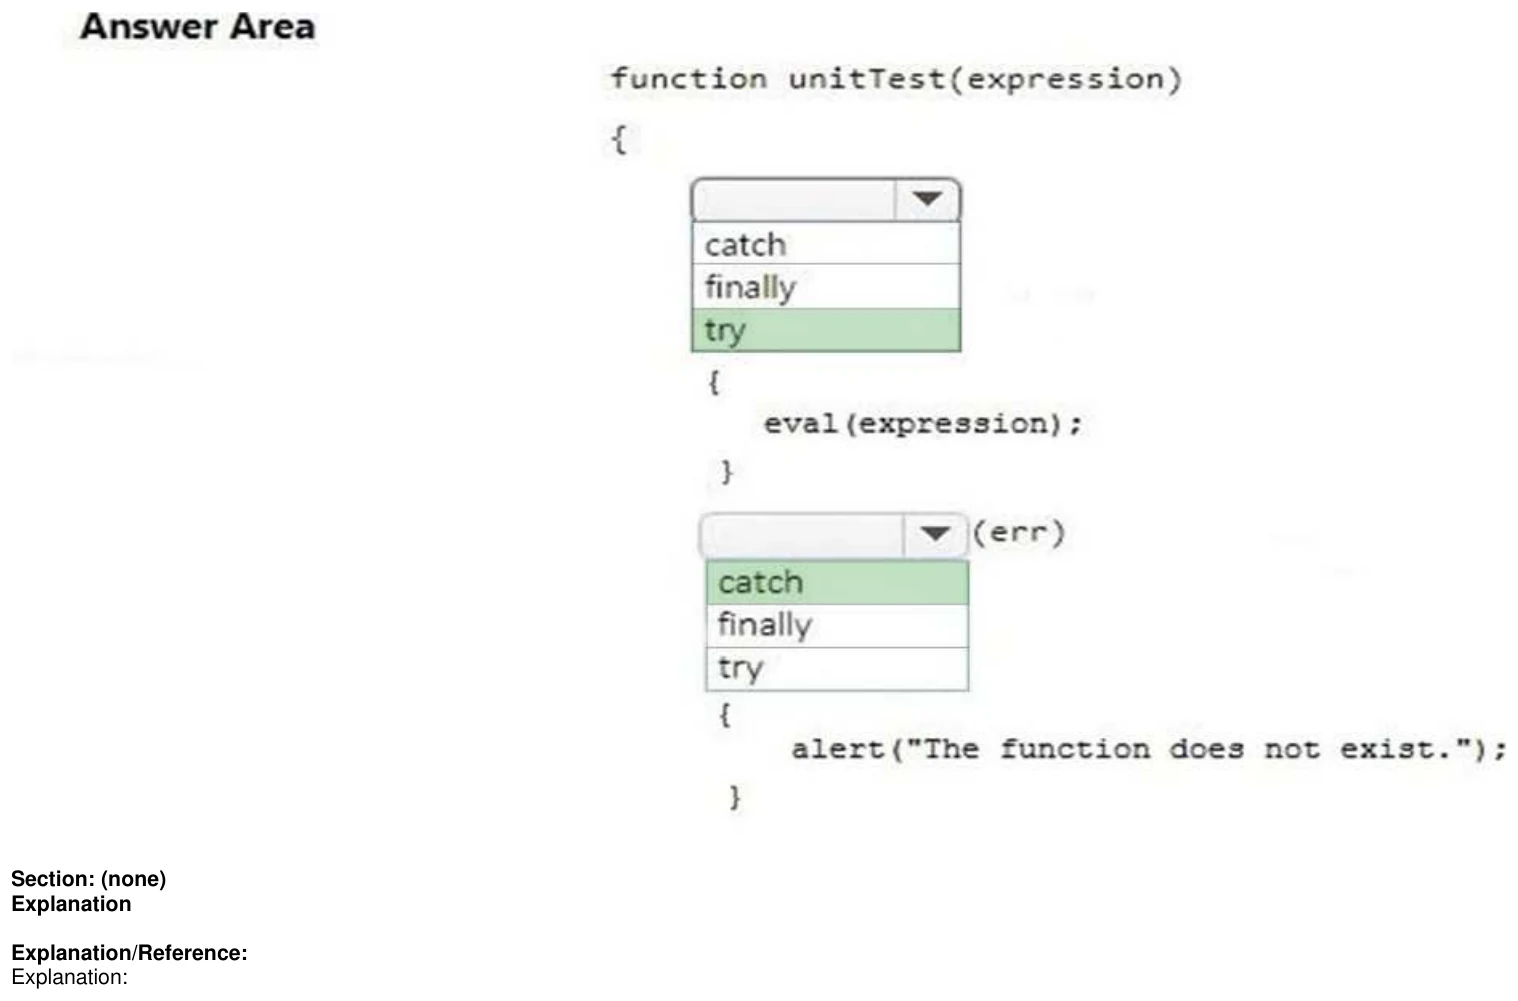 Answer Area
function unitTest(expression)
{
catch
finally
try
{
eval(expression);
}
(err)
catch
finally
try
{
alert("The function does not exist.");
}
Section: (none)
Explanation
Explanation/Reference:
Explanation: